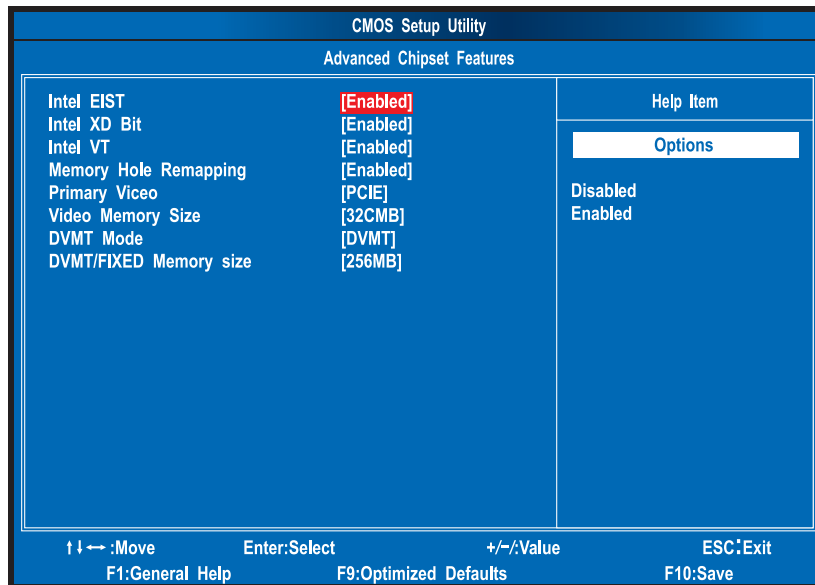 CMOS Setup Utility
Advanced Chipset Features
Intel EIST [Enabled]
Intel XD Bit [Enabled]
Intel VT [Enabled]
Memory Hole Remapping [Enabled]
Primary Viceo [PCIE]
Video Memory Size [32CMB]
DVMT Mode [DVMT]
DVMT/FIXED Memory size [256MB]
Help Item
Options
Disabled
Enabled
↑↓↔ :Move Enter:Select +/−/:Value ESC:Exit
F1:General Help F9:Optimized Defaults F10:Save